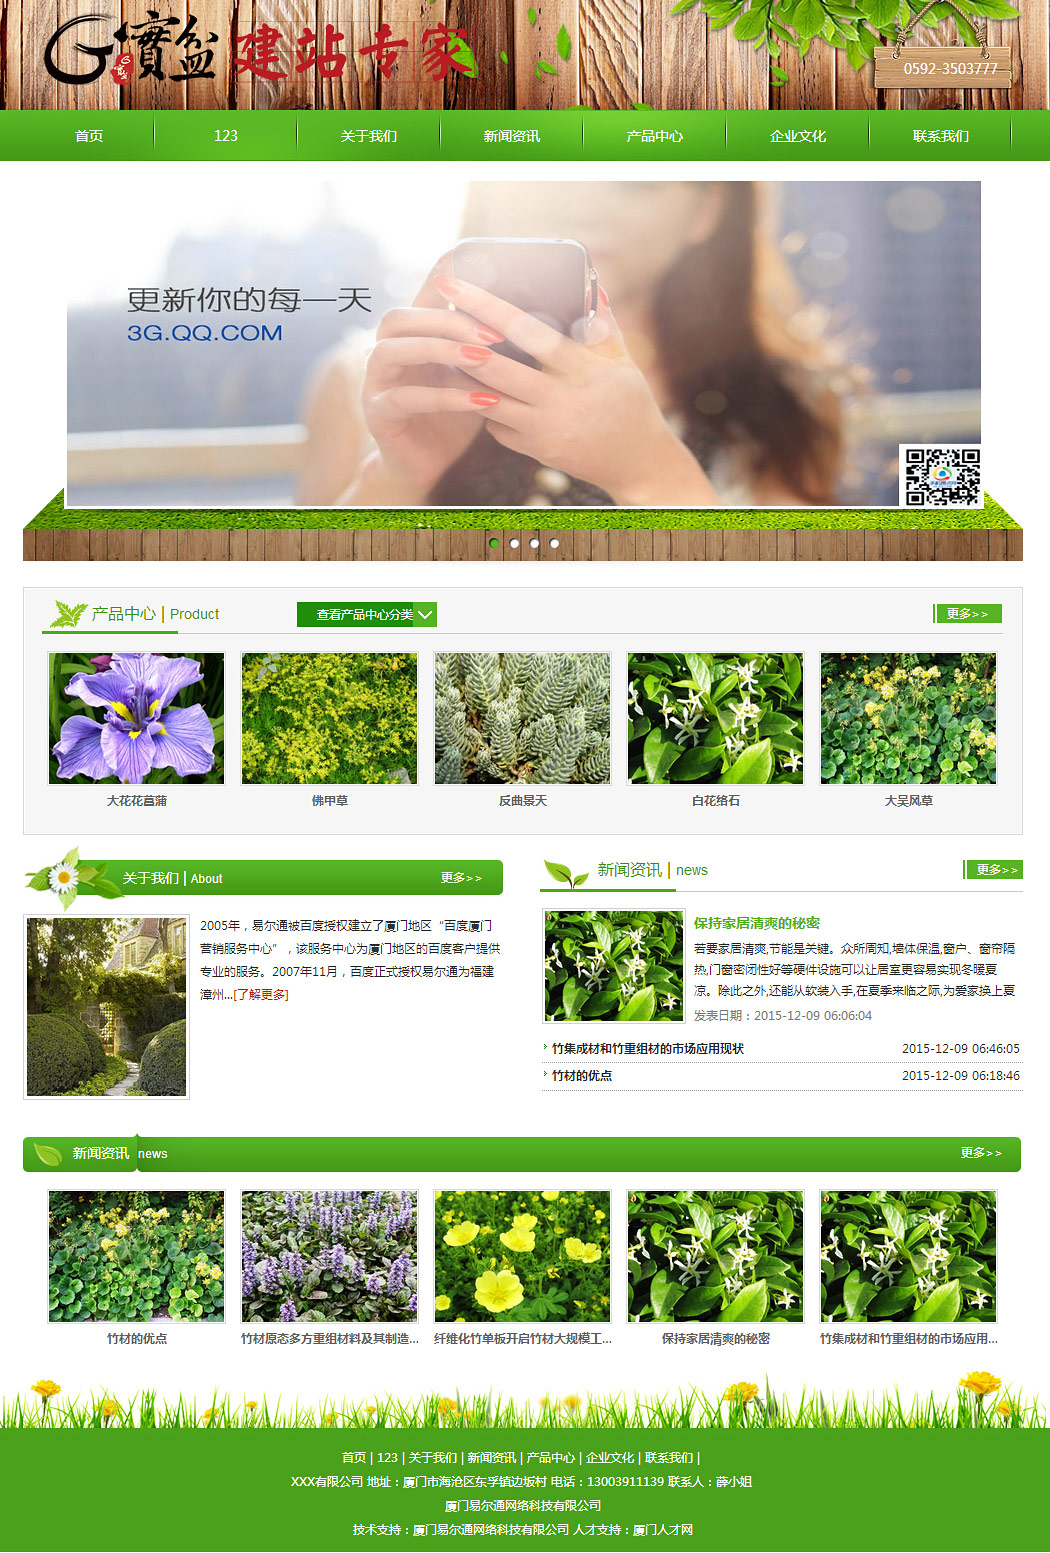 實盆 建站专家
0592-3503777
首页 123 关于我们 新闻资讯 产品中心 企业文化 联系我们
更新你的每一天
3G.QQ.COM
产品中心 | Product 查看产品中心分类 更多>>
大花花菖蒲 佛甲草 反曲景天 白花络石 大吴风草
关于我们 | About 更多>>
2005年，易尔通被百度授权建立了厦门地区“百度厦门
营销服务中心”，该服务中心为厦门地区的百度客户提供
专业的服务。2007年11月，百度正式授权易尔通为福建
漳州...[了解更多]
新闻资讯 | news 更多>>
保持家居清爽的秘密
若要家居清爽,节能是关键。众所周知,墙体保温,窗户、窗帘隔
热,门窗密闭性好等硬件设施可以让居室更容易实现冬暖夏
凉。除此之外,还能从软装入手,在夏季来临之际,为爱家换上夏
发表日期：2015-12-09 06:06:04
竹集成材和竹重组材的市场应用现状 2015-12-09 06:46:05
竹材的优点 2015-12-09 06:18:46
新闻资讯 news 更多>>
竹材的优点 竹材原态多方重组材料及其制造... 纤维化竹单板开启竹材大规模工... 保持家居清爽的秘密 竹集成材和竹重组材的市场应用...
首页 | 123 | 关于我们 | 新闻资讯 | 产品中心 | 企业文化 | 联系我们 |
XXX有限公司 地址：厦门市海沧区东孚镇边坂村 电话：13003911139 联系人：薛小姐
厦门易尔通网络科技有限公司
技术支持：厦门易尔通网络科技有限公司 人才支持：厦门人才网